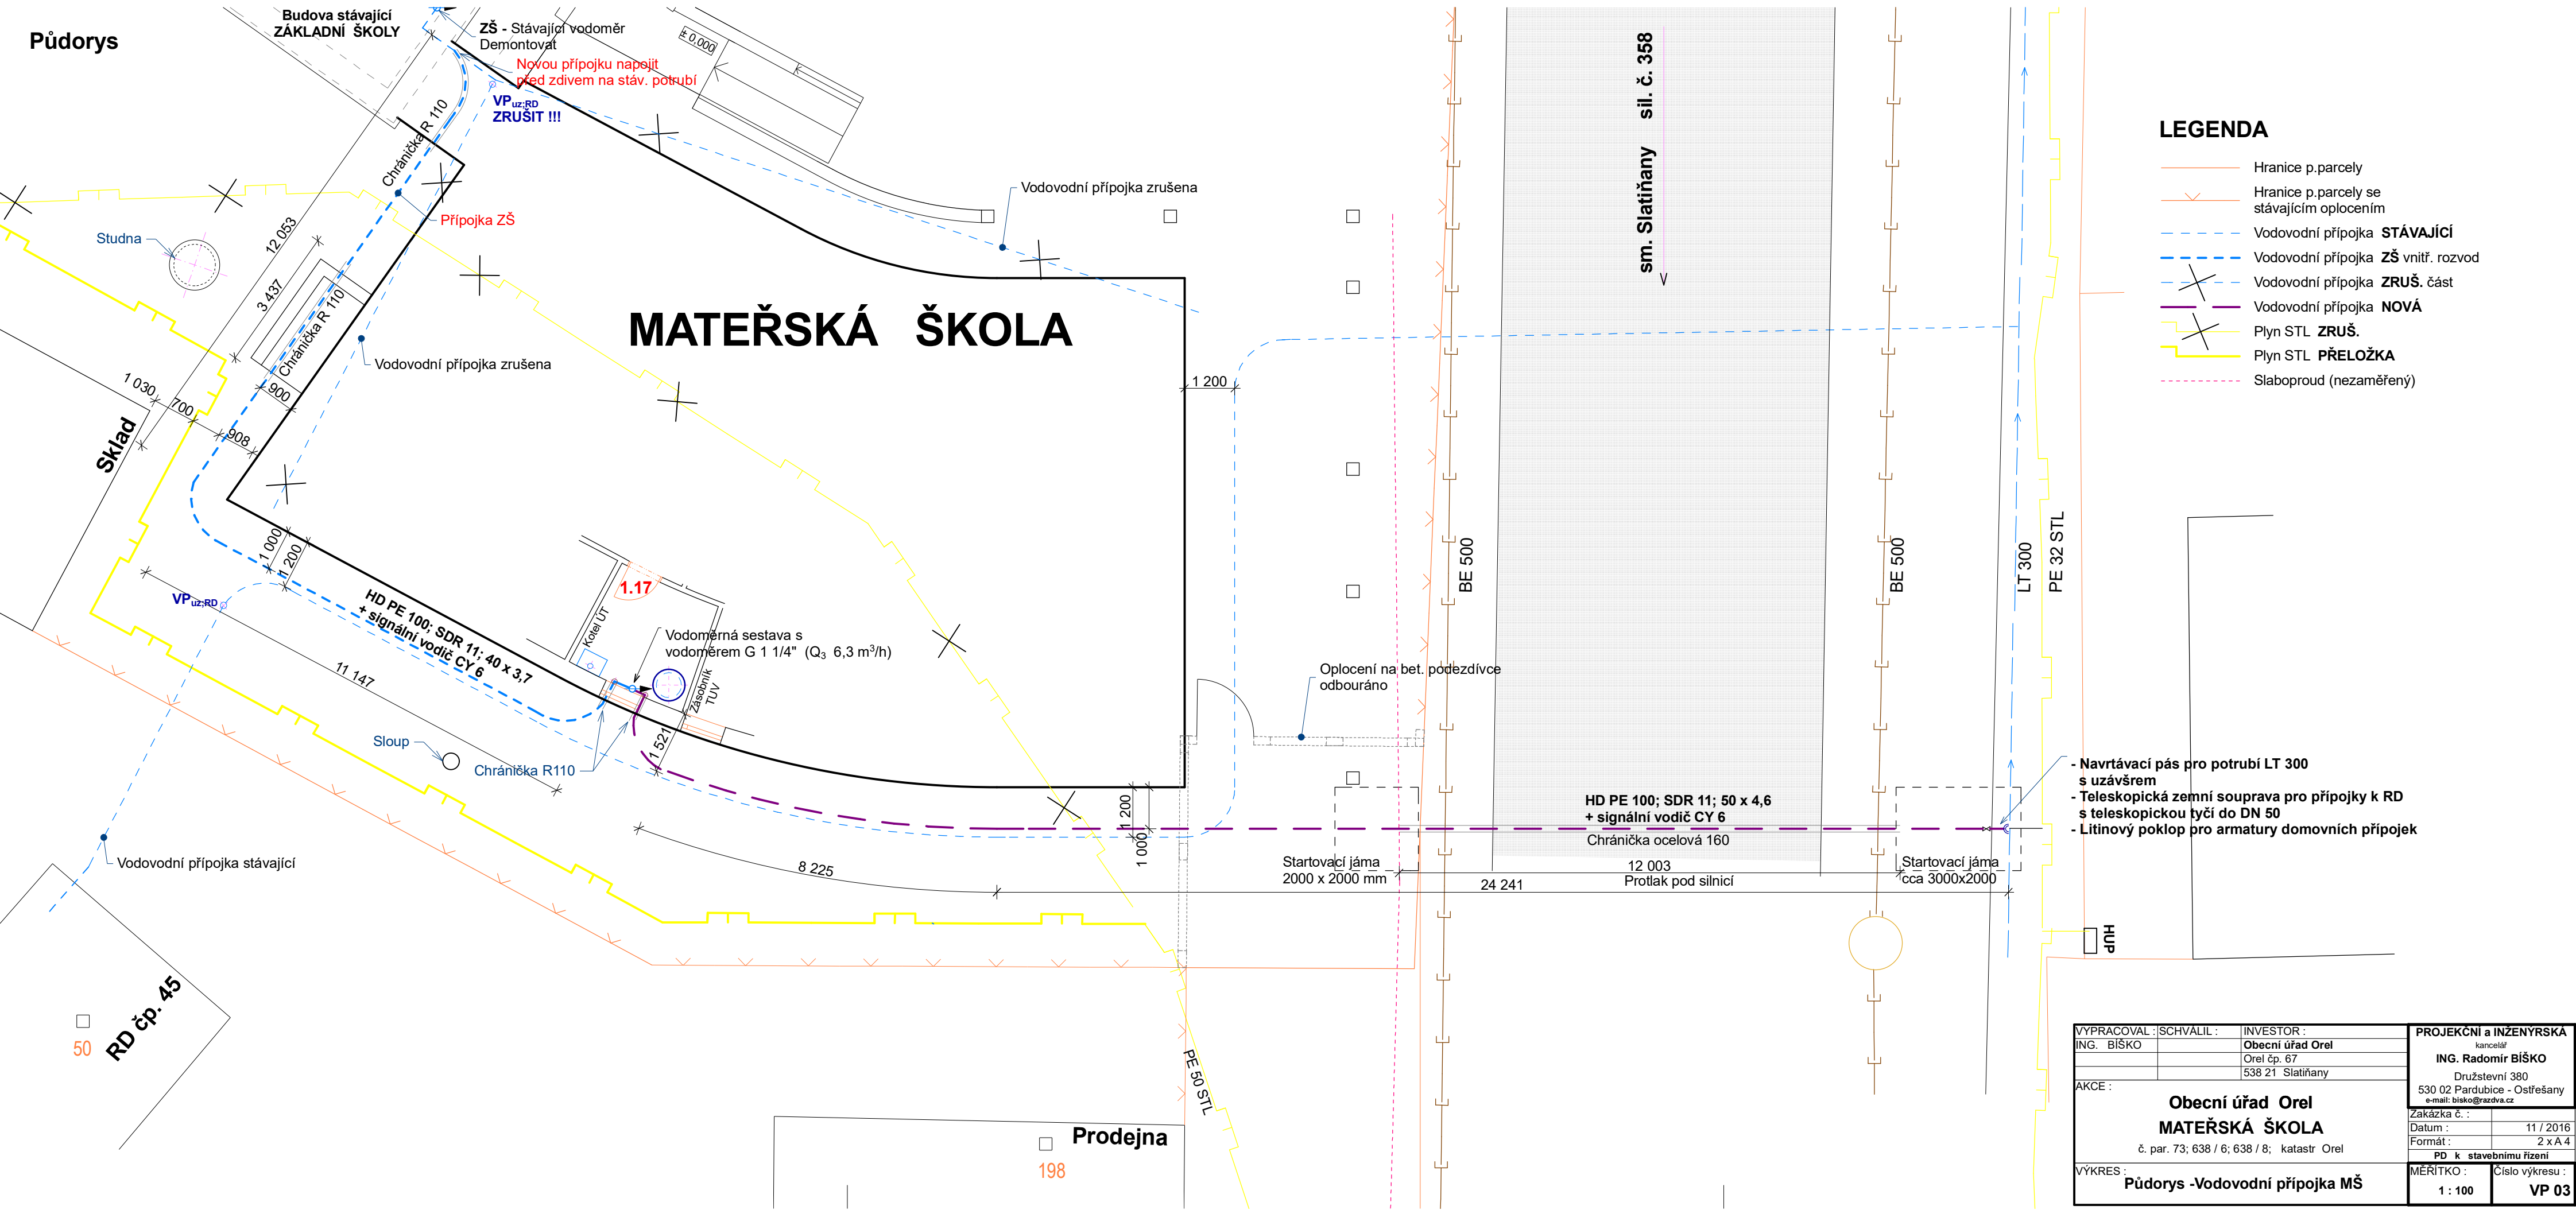 Půdorys
Budova stávající
ZÁKLADNÍ ŠKOLY
ZŠ - Stávající vodoměr
Demontovat
Novou přípojku napojit
před zdivem na stáv. potrubí
VPuz;RD
ZRUŠIT !!!
± 0,000
Chránička R 110
Přípojka ZŠ
Studna
12 053
3 437
Chránička R 110
900
Vodovodní přípojka zrušena
Vodovodní přípojka zrušena
1 030
700
908
Sklad
MATEŘSKÁ ŠKOLA
1 200
sm. Slatiňany sil. č. 358
BE 500
BE 500
LT 300
PE 32 STL
LEGENDA
Hranice p.parcely
Hranice p.parcely se
stávajícím oplocením
Vodovodní přípojka STÁVAJÍCÍ
Vodovodní přípojka ZŠ vnitř. rozvod
Vodovodní přípojka ZRUŠ. část
Vodovodní přípojka NOVÁ
Plyn STL ZRUŠ.
Plyn STL PŘELOŽKA
Slaboproud (nezaměřený)
1 000
1 200
VPuz;RD
HD PE 100; SDR 11; 40 x 3,7
+ signální vodič CY 6
11 147
1.17
Kotel ÚT
Vodoměrná sestava s
vodoměrem G 1 1/4" (Q3 6,3 m3/h)
Zásobník
TUV
1 521
Sloup
Chránička R110
Oplocení na bet. podezdívce
odbouráno
Vodovodní přípojka stávající
8 225
1 200
1 000
HD PE 100; SDR 11; 50 x 4,6
+ signální vodič CY 6
Chránička ocelová 160
Startovací jáma
2000 x 2000 mm
12 003
Protlak pod silnicí
24 241
Startovací jáma
cca 3000x2000
- Navrtávací pás pro potrubí LT 300
s uzávšrem
- Teleskopická zemní souprava pro přípojky k RD
s teleskopickou tyčí do DN 50
- Litinový poklop pro armatury domovních přípojek
HUP
RD čp. 45
50
PE 50 STL
Prodejna
198
VYPRACOVAL : SCHVÁLIL : INVESTOR :
ING. BÍŠKO Obecní úřad Orel
Orel čp. 67
538 21 Slatiňany
PROJEKČNÍ a INŽENÝRSKÁ
kancelář
ING. Radomír BÍŠKO
Družstevní 380
530 02 Pardubice - Ostřešany
e-mail: bisko@razdva.cz
AKCE :
Obecní úřad Orel
MATEŘSKÁ ŠKOLA
č. par. 73; 638 / 6; 638 / 8; katastr Orel
Zakázka č. :
Datum : 11 / 2016
Formát : 2 x A 4
PD k stavebnímu řízení
VÝKRES :
Půdorys -Vodovodní přípojka MŠ
MĚŘÍTKO :
1 : 100
Číslo výkresu :
VP 03